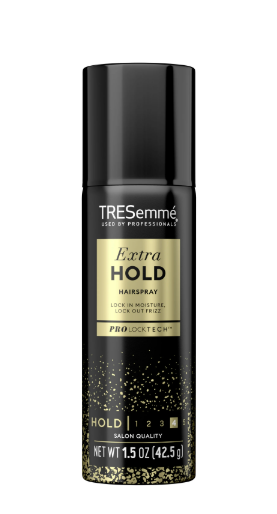 TRESemmé
USED BY PROFESSIONALS
Extra
HOLD
HAIRSPRAY
LOCK IN MOISTURE,
LOCK OUT FRIZZ
PRO LOCKTECH™
HOLD 1 2 3 4 5
SALON QUALITY
NET WT 1.5 OZ (42.5g)